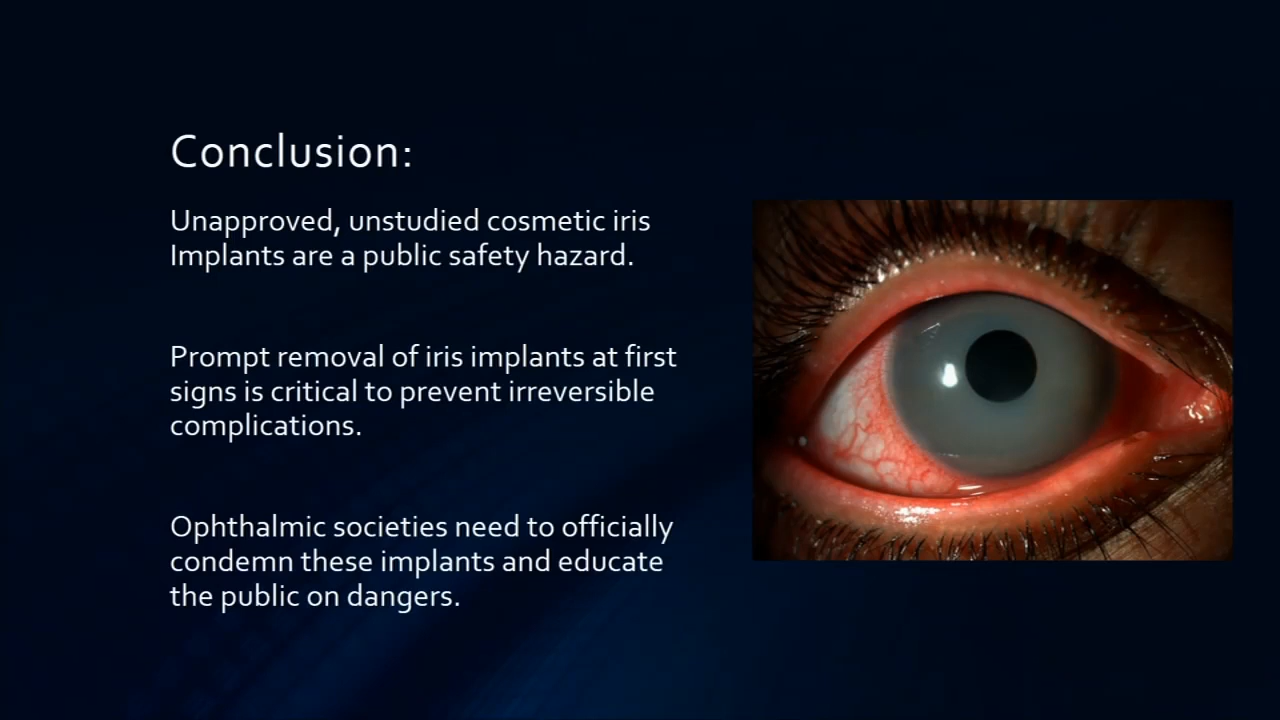 Conclusion:
Unapproved, unstudied cosmetic iris
Implants are a public safety hazard.
Prompt removal of iris implants at first
signs is critical to prevent irreversible
complications.
Ophthalmic societies need to officially
condemn these implants and educate
the public on dangers.